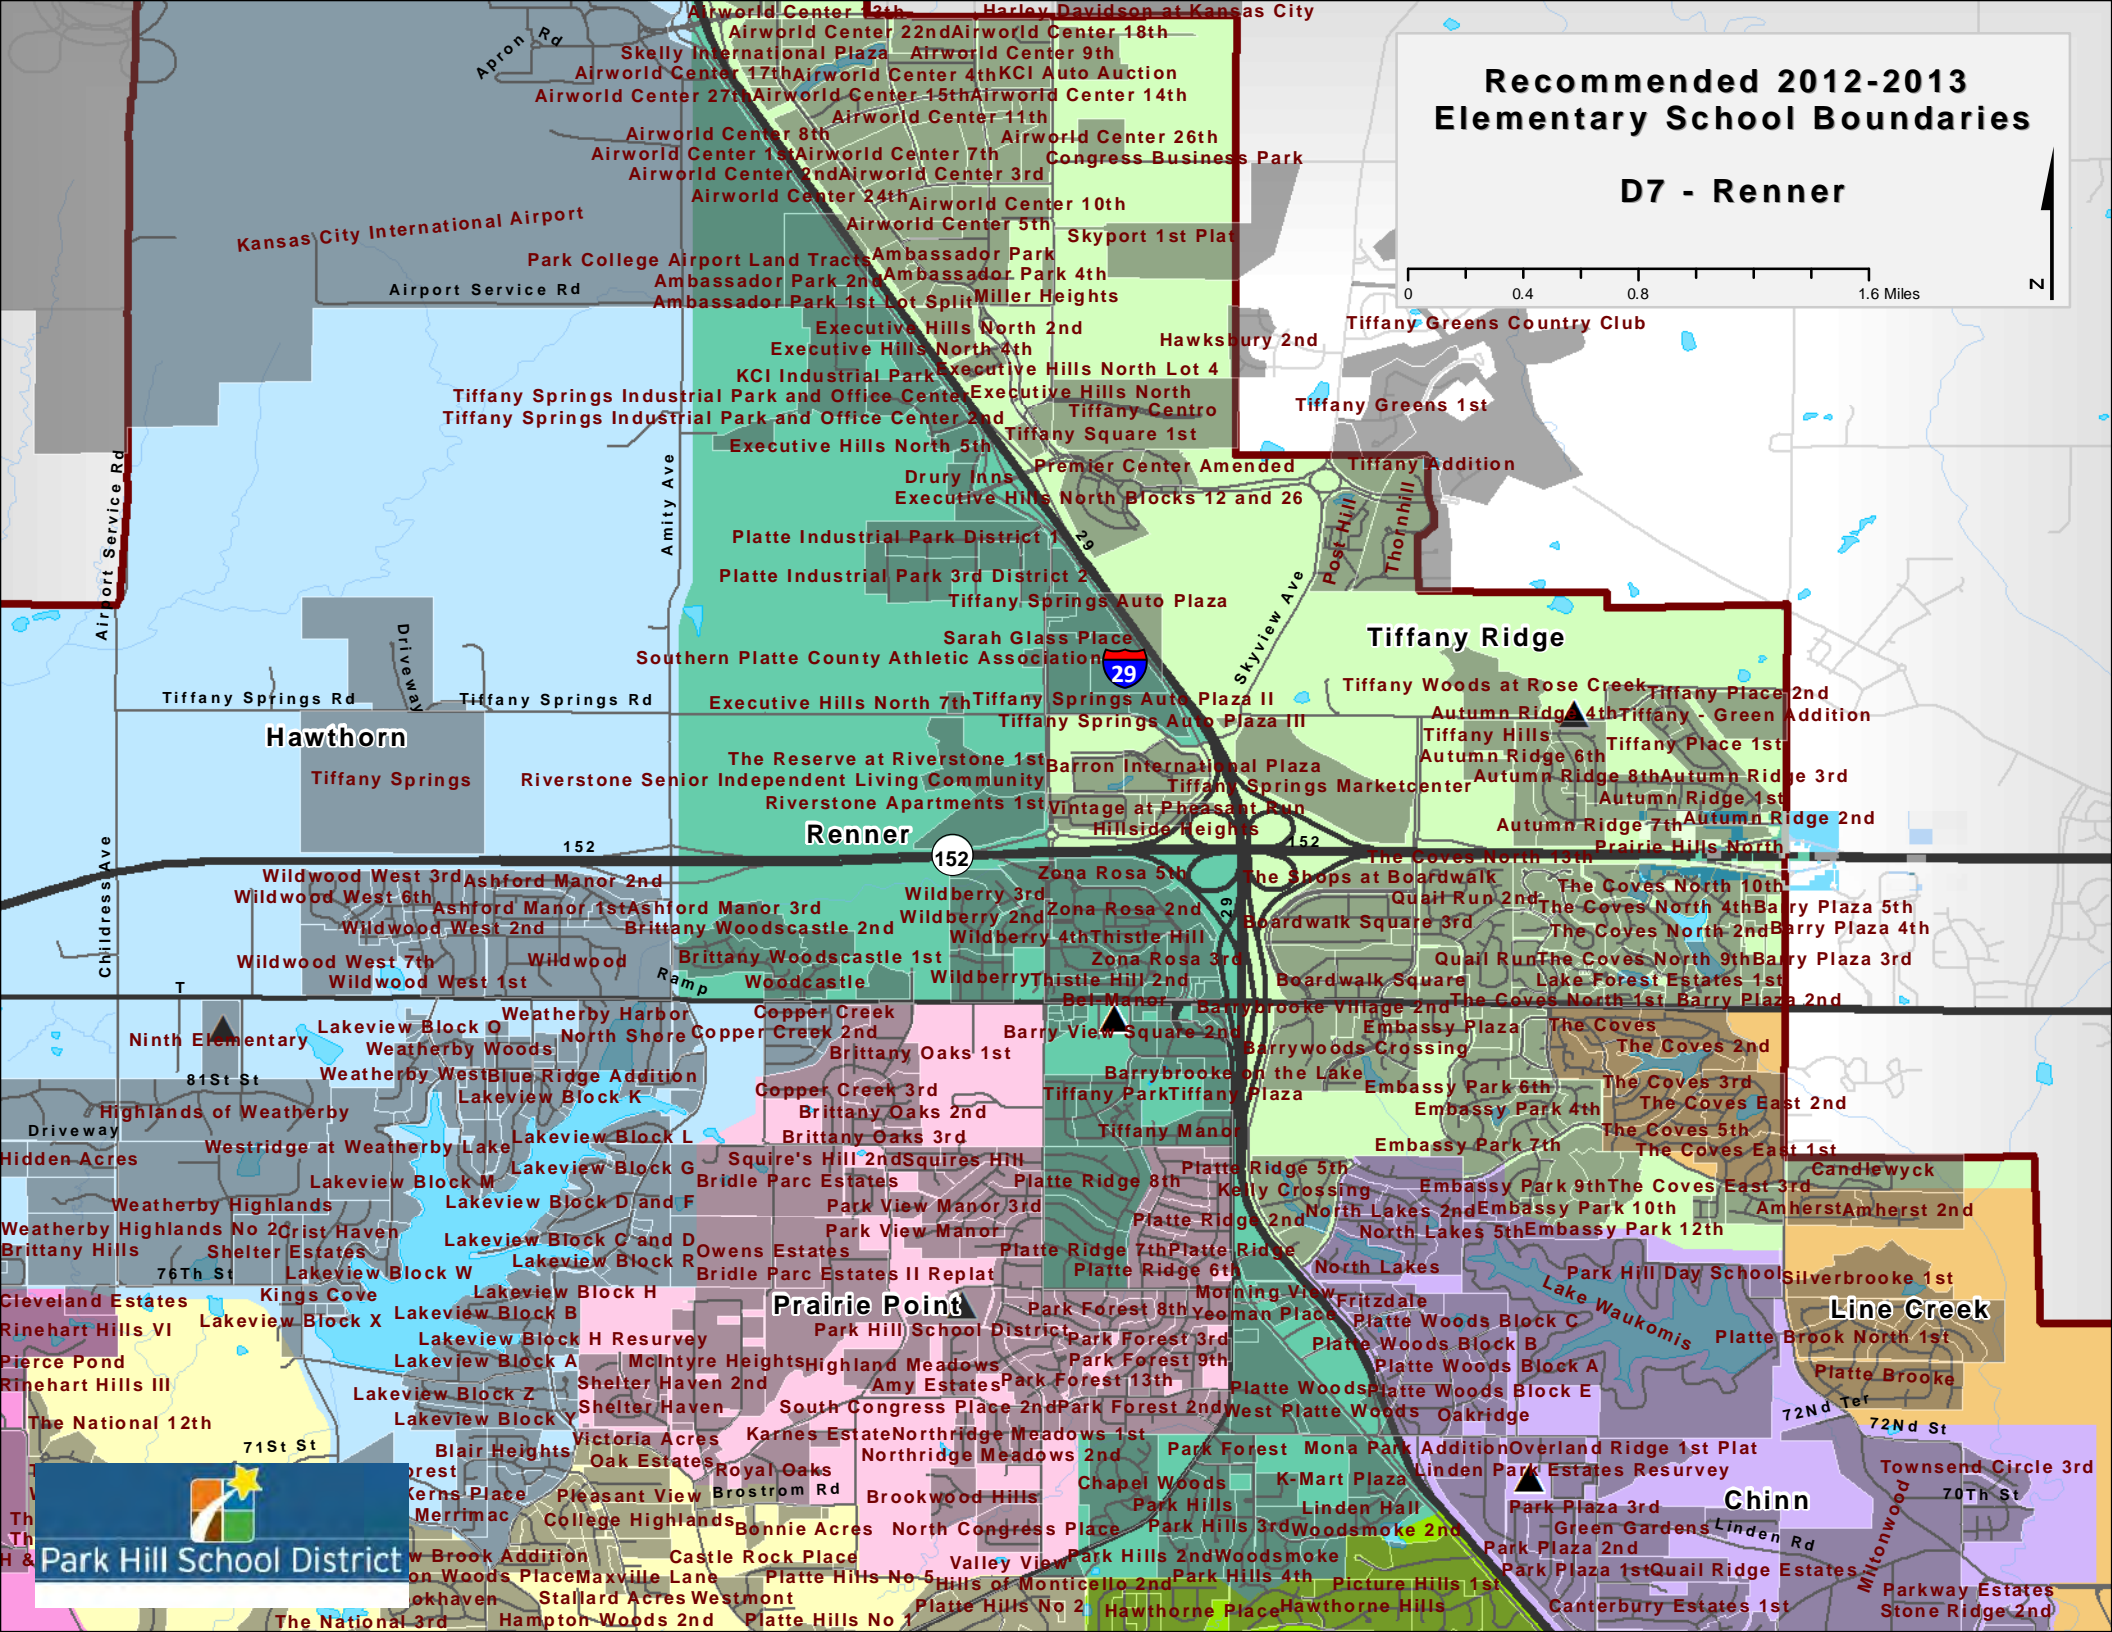 Airworld Center 13th
Harley Davidson at Kansas City
Apron Rd
Airworld Center 22nd
Airworld Center 18th
Skelly International Plaza
Airworld Center 9th
Airworld Center 17th
Airworld Center 4th
KCI Auto Auction
Airworld Center 27th
Airworld Center 15th
Airworld Center 14th
Airworld Center 11th
Airworld Center 8th
Airworld Center 26th
Airworld Center 1st
Airworld Center 7th
Congress Business Park
Airworld Center 2nd
Airworld Center 3rd
Airworld Center 24th
Airworld Center 10th
Airworld Center 5th
Skyport 1st Plat
Recommended 2012-2013
Elementary School Boundaries
D7 - Renner
0
0.4
0.8
1.6 Miles
N
Kansas City International Airport
Park College Airport Land Tracts
Ambassador Park
Ambassador Park 2nd
Ambassador Park 4th
Airport Service Rd
Ambassador Park 1st Lot Split
Miller Heights
Executive Hills North 2nd
Tiffany Greens Country Club
Hawksbury 2nd
Executive Hills North 4th
KCI Industrial Park
Executive Hills North Lot 4
Tiffany Springs Industrial Park and Office Center
Executive Hills North
Tiffany Springs Industrial Park and Office Center 2nd
Tiffany Centro
Tiffany Greens 1st
Tiffany Square 1st
Executive Hills North 5th
Premier Center Amended
Tiffany Addition
Drury Inns
Executive Hills North Blocks 12 and 26
Airport Service Rd
Amity Ave
Post Hill
Thornhill
Platte Industrial Park District 1
29
Platte Industrial Park 3rd District 2
Tiffany Springs Auto Plaza
Skyview Ave
Sarah Glass Place
Tiffany Ridge
Southern Platte County Athletic Association
29
Driveway
Tiffany Springs Rd
Tiffany Springs Rd
Executive Hills North 7th
Tiffany Springs Auto Plaza II
Tiffany Woods at Rose Creek
Tiffany Place 2nd
Tiffany Springs Auto Plaza III
Autumn Ridge 4th
Tiffany - Green Addition
Hawthorn
Tiffany Hills
Tiffany Place 1st
The Reserve at Riverstone 1st
Barron International Plaza
Autumn Ridge 6th
Tiffany Springs
Riverstone Senior Independent Living Community
Tiffany Springs Marketcenter
Autumn Ridge 8th
Autumn Ridge 3rd
Riverstone Apartments 1st
Vintage at Pheasant Run
Autumn Ridge 1st
Renner
Hillside Heights
Autumn Ridge 7th
Autumn Ridge 2nd
152
152
152
Prairie Hills North
The Coves North 13th
Childress Ave
Wildwood West 3rd
Ashford Manor 2nd
Zona Rosa 5th
The Shops at Boardwalk
The Coves North 10th
Wildwood West 6th
Wildberry 3rd
Quail Run 2nd
Ashford Manor 1st
Ashford Manor 3rd
Wildberry 2nd
Zona Rosa 2nd
29
The Coves North 4th
Barry Plaza 5th
Wildwood West 2nd
Brittany Woodscastle 2nd
Boardwalk Square 3rd
The Coves North 2nd
Barry Plaza 4th
Wildberry 4th
Thistle Hill
Wildwood West 7th
Wildwood
Brittany Woodscastle 1st
Zona Rosa 3rd
Quail Run
The Coves North 9th
Barry Plaza 3rd
Wildwood West 1st
Ramp
Woodcastle
Wildberry
Thistle Hill 2nd
Boardwalk Square
Lake Forest Estates 1st
T
Bel-Manor
Barrybrooke Village 2nd
The Coves North 1st
Barry Plaza 2nd
Weatherby Harbor
Copper Creek
Ninth Elementary
Lakeview Block O
North Shore
Copper Creek 2nd
Barry View Square 2nd
Embassy Plaza
The Coves
Weatherby Woods
Brittany Oaks 1st
Barrywoods Crossing
The Coves 2nd
81St St
Weatherby West
Blue Ridge Addition
Barrybrooke on the Lake
Embassy Park 6th
The Coves 3rd
Lakeview Block K
Copper Creek 3rd
Tiffany Park
Tiffany Plaza
Highlands of Weatherby
Brittany Oaks 2nd
Embassy Park 4th
The Coves East 2nd
Driveway
Westridge at Weatherby Lake
Lakeview Block L
Brittany Oaks 3rd
Tiffany Manor
Embassy Park 7th
The Coves 5th
The Coves East 1st
Hidden Acres
Lakeview Block G
Squire's Hill 2nd
Squires Hill
Platte Ridge 5th
Candlewyck
Lakeview Block M
Bridle Parc Estates
Platte Ridge 8th
Kelly Crossing
Embassy Park 9th
The Coves East 3rd
Weatherby Highlands
Lakeview Block D and F
Park View Manor 3rd
North Lakes 2nd
Embassy Park 10th
Amherst
Amherst 2nd
Weatherby Highlands No 2
Crist Haven
Park View Manor
Platte Ridge 2nd
North Lakes 5th
Embassy Park 12th
Brittany Hills
Shelter Estates
Lakeview Block C and D
Owens Estates
Platte Ridge 7th
Platte Ridge
76Th St
Lakeview Block W
Lakeview Block R
Bridle Parc Estates II Replat
Platte Ridge 6th
North Lakes
Park Hill Day School
Silverbrooke 1st
Cleveland Estates
Kings Cove
Lakeview Block H
Prairie Point
Morning View
Fritzdale
Lake Waukomis
Line Creek
Rinehart Hills VI
Lakeview Block X
Lakeview Block B
Park Forest 8th
Yeoman Place
Platte Woods Block C
Lakeview Block H Resurvey
Park Hill School District
Park Forest 3rd
Platte Woods Block B
Platte Brook North 1st
Pierce Pond
Lakeview Block A
McIntyre Heights
Highland Meadows
Park Forest 9th
Platte Woods Block A
Platte Brooke
Rinehart Hills III
Lakeview Block Z
Shelter Haven 2nd
Amy Estates
Park Forest 13th
Platte Woods
Platte Woods Block E
The National 12th
Lakeview Block Y
Shelter Haven
South Congress Place 2nd
Park Forest 2nd
West Platte Woods
Oakridge
72Nd Ter
72Nd St
71St St
Blair Heights
Victoria Acres
Karnes Estate
Northridge Meadows 1st
Park Forest
Mona Park Addition
Overland Ridge 1st Plat
Oak Estates
Royal Oaks
Northridge Meadows 2nd
Linden Park Estates Resurvey
Townsend Circle 3rd
orest
Kerns Place
Pleasant View
Brostrom Rd
Brookwood Hills
Chapel Woods
K-Mart Plaza
Chinn
70Th St
Merrimac
College Highlands
Bonnie Acres
North Congress Place
Park Hills
Linden Hall
Park Plaza 3rd
Miltonwood
Park Hills 3rd
Woodsmoke 2nd
Green Gardens
Linden Rd
Park Hill School District
w Brook Addition
Castle Rock Place
Valley View
Park Hills 2nd
Woodsmoke
Park Plaza 2nd
on Woods Place
Maxville Lane
Platte Hills No 5
Hills of Monticello 2nd
Park Hills 4th
Picture Hills 1st
Park Plaza 1st
Quail Ridge Estates
Parkway Estates
okhaven
Stallard Acres
Westmont
Platte Hills No 2
Hawthorne Place
Hawthorne Hills
Canterbury Estates 1st
Stone Ridge 2nd
The National 3rd
Hampton Woods 2nd
Platte Hills No 1